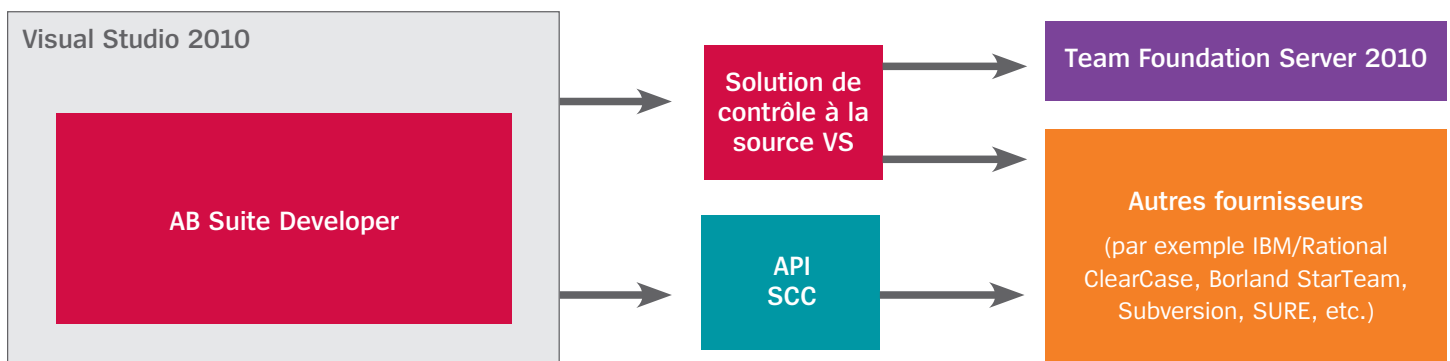 Visual Studio 2010
AB Suite Developer
Solution de
contrôle à la
source VS
API
SCC
Team Foundation Server 2010
Autres fournisseurs
(par exemple IBM/Rational
ClearCase, Borland StarTeam,
Subversion, SURE, etc.)